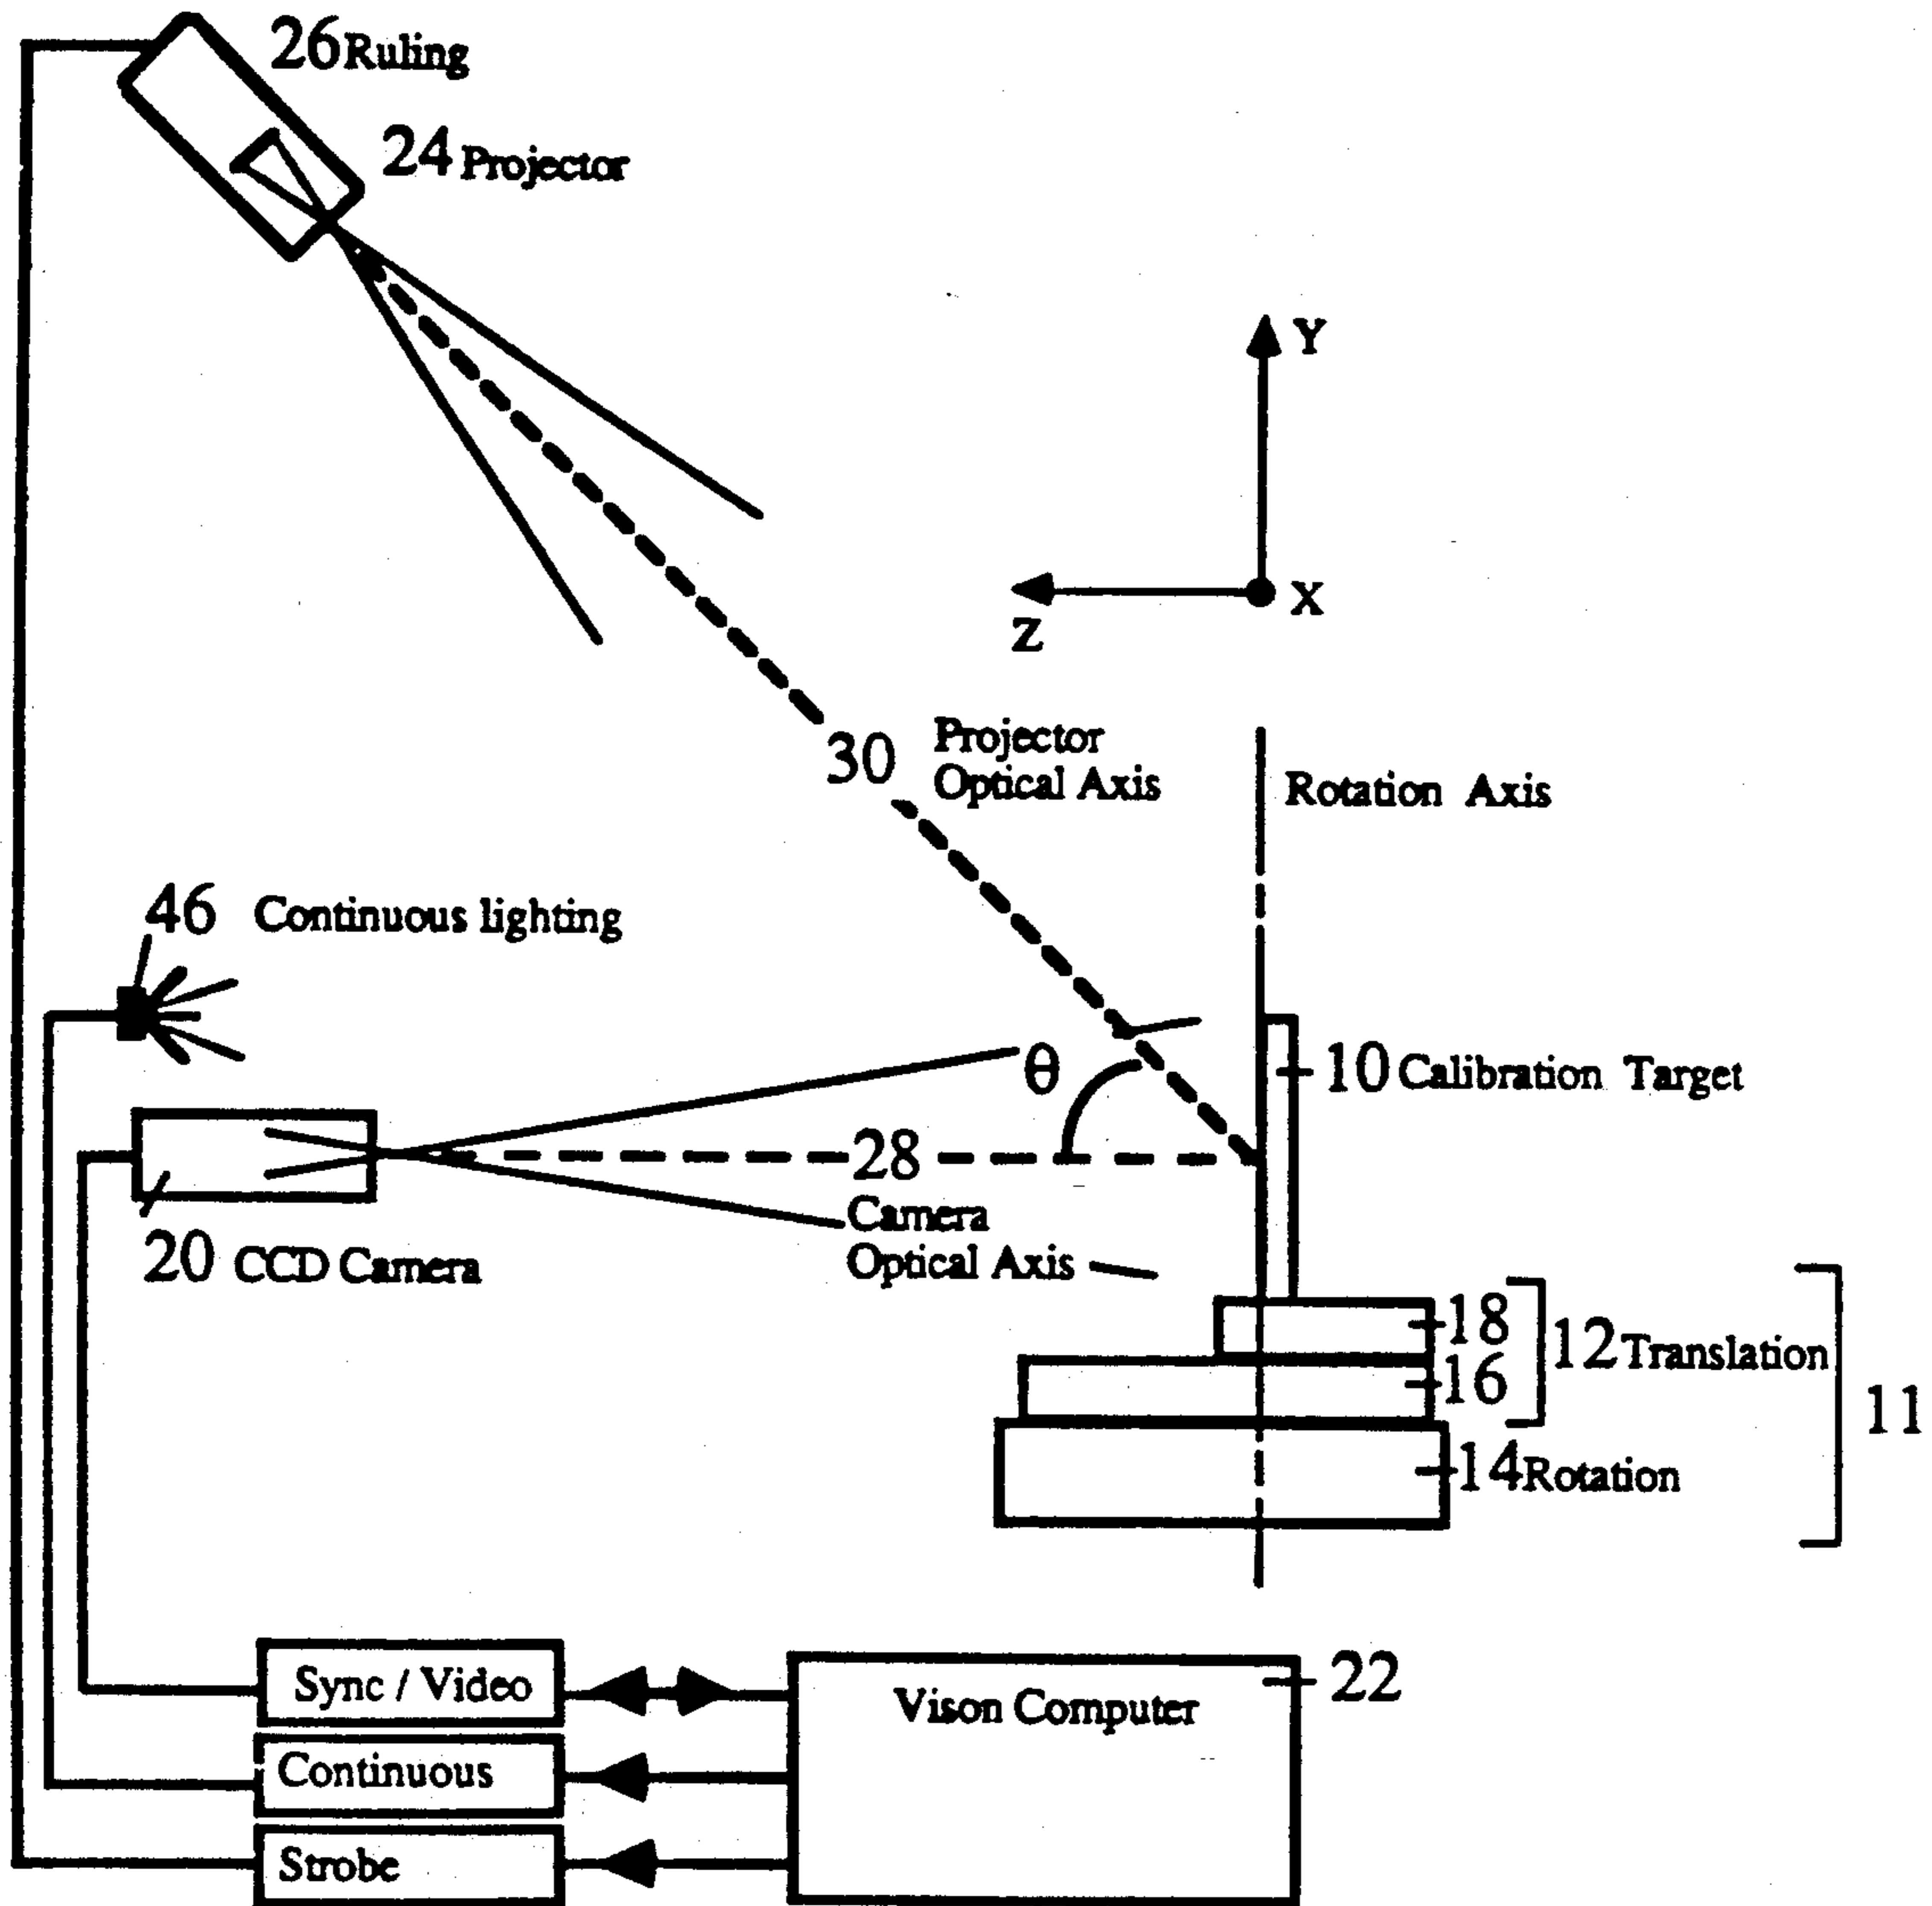 26 Ruling
24 Projector
Y
X
Z
30
Projector
Optical Axis
Rotation Axis
46 Continuous lighting
θ
10 Calibration Target
28
Camera
Optical Axis
20 CCD Camera
18
12 Translation
16
11
14 Rotation
Sync / Video
Vison Computer
22
Continuous
Strobe